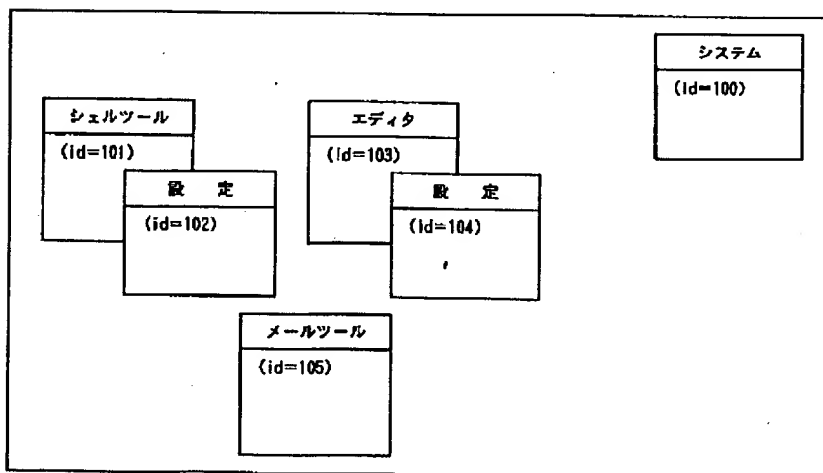 システム
(id=100)
シェルツール
(id=101)
エディタ
(id=103)
設 定
(id=102)
設 定
(id=104)
メールツール
(id=105)